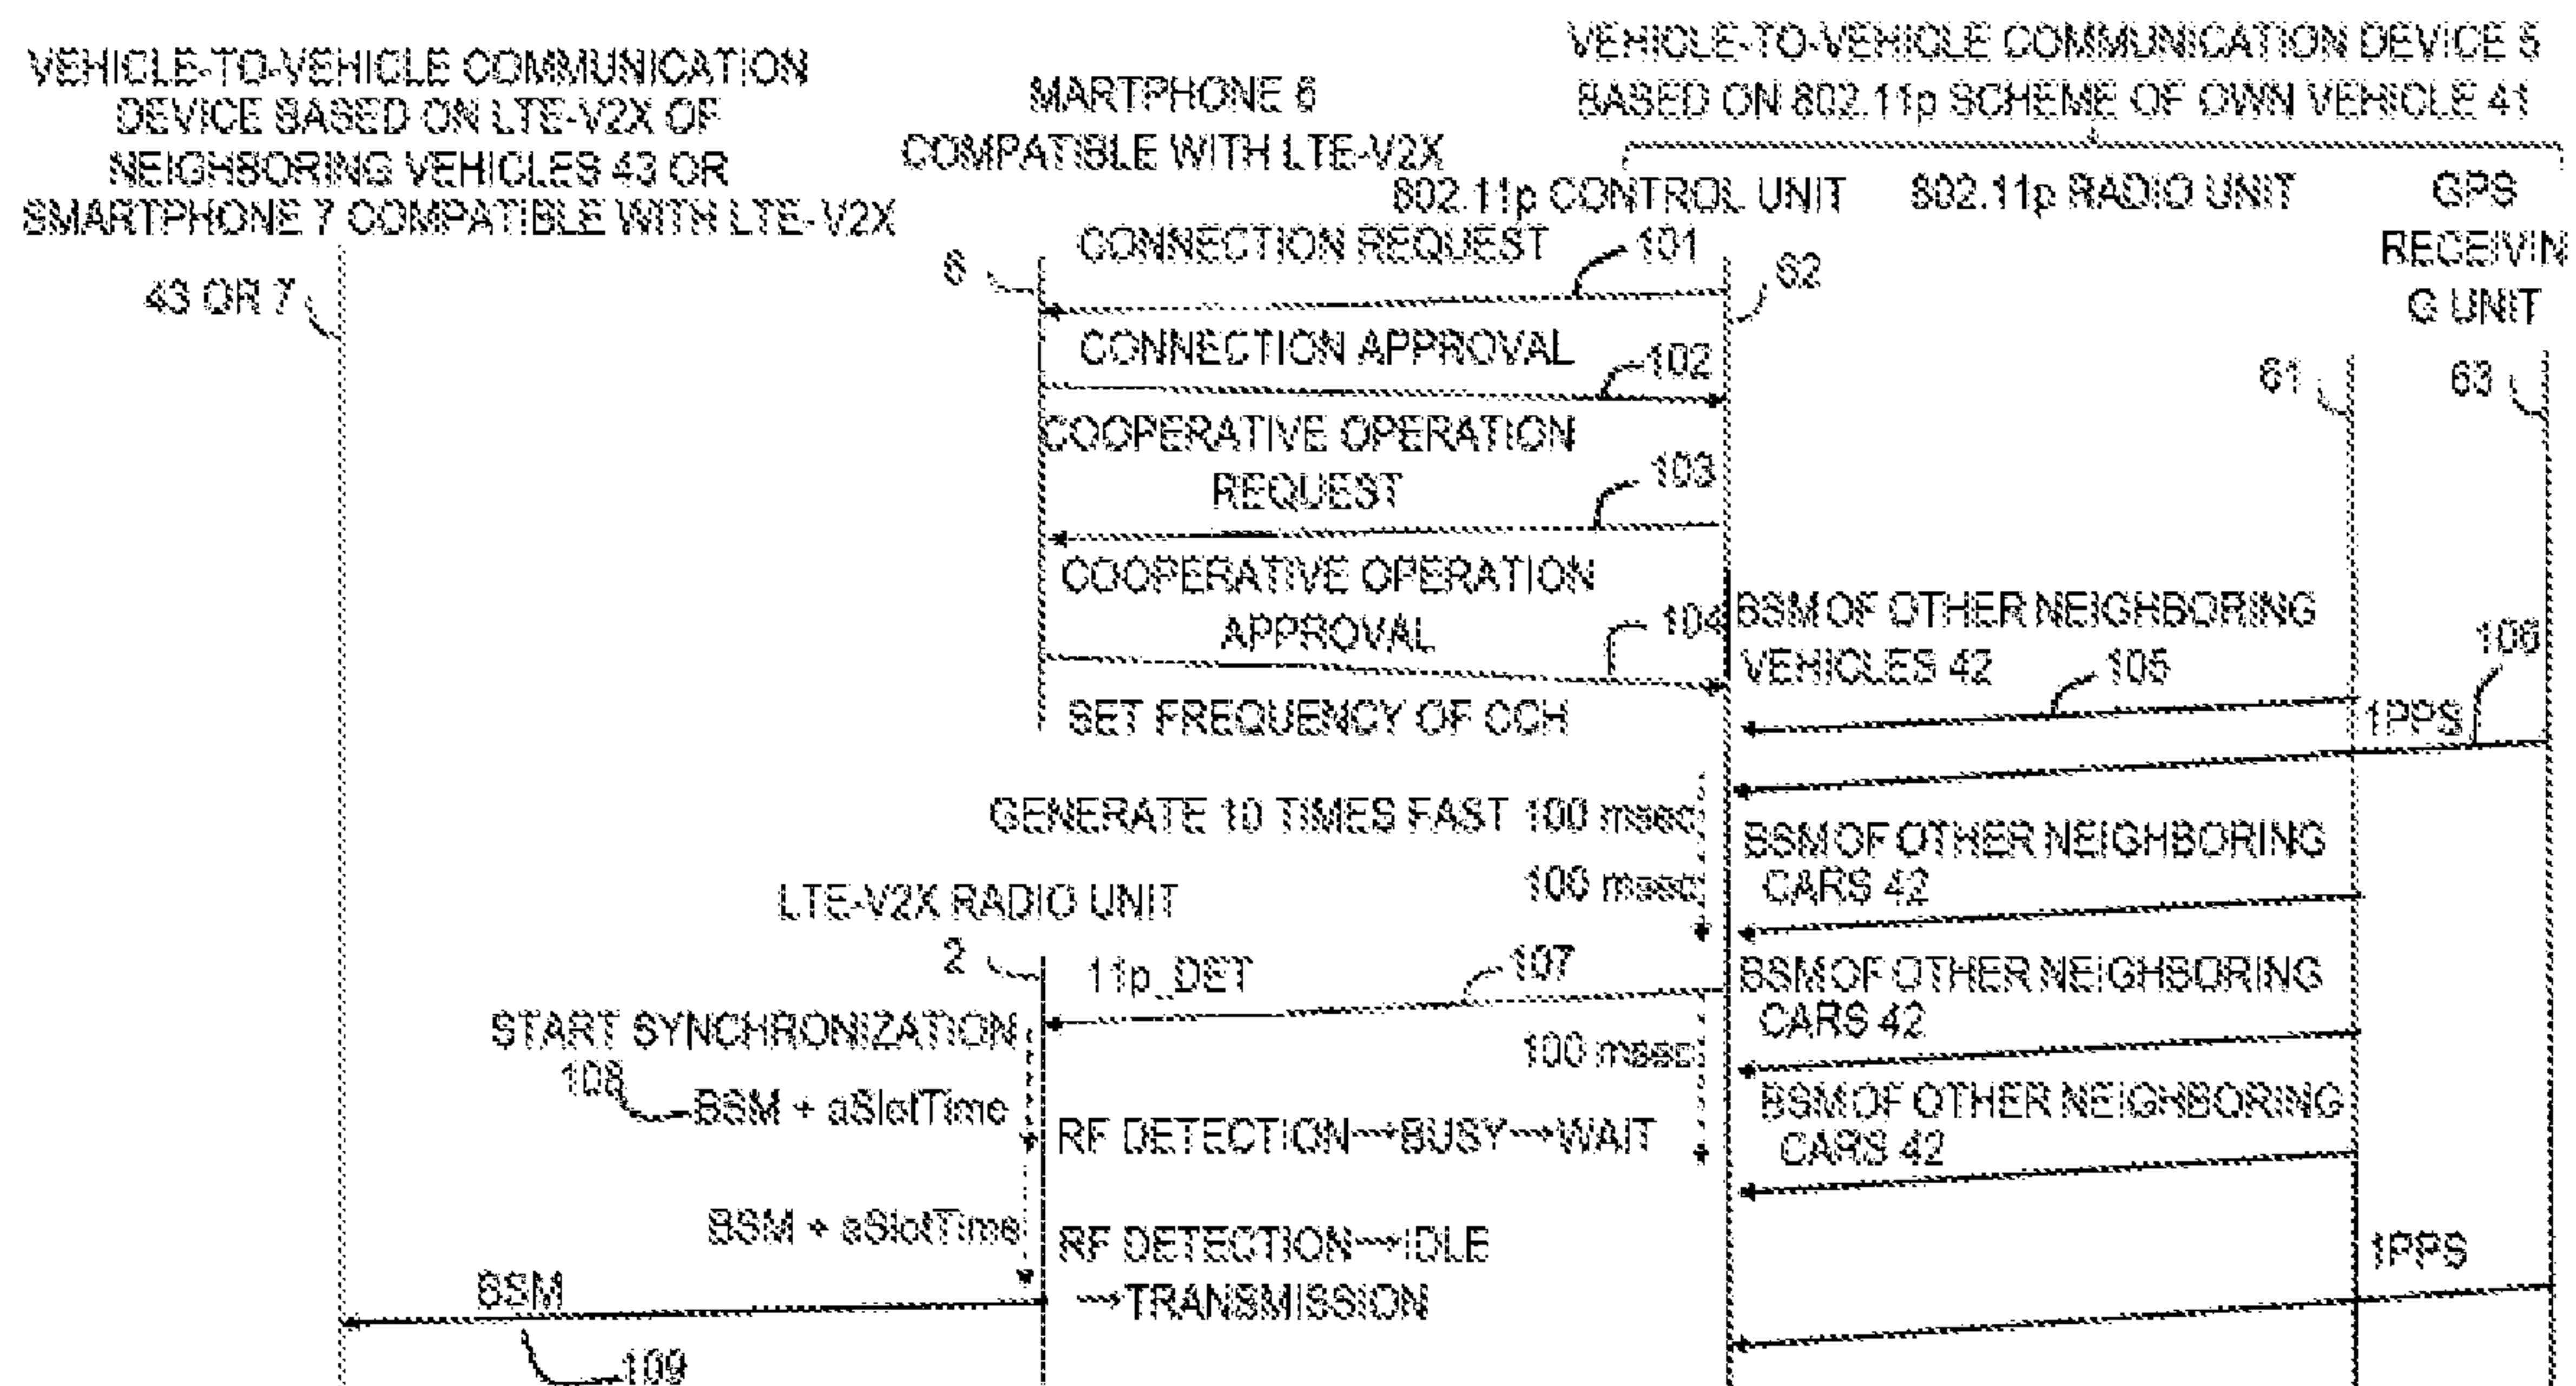 VEHICLE-TO-VEHICLE COMMUNICATION
DEVICE BASED ON LTE-V2X OF
NEIGHBORING VEHICLES 43 OR
SMARTPHONE 7 COMPATIBLE WITH LTE-V2X
MARTPHONE 6
COMPATIBLE WITH LTE-V2X
VEHICLE-TO-VEHICLE COMMUNICATION DEVICE 5
BASED ON 802.11p SCHEME OF OWN VEHICLE 41
802.11p CONTROL UNIT
802.11p RADIO UNIT
GPS
RECEIVIN
G UNIT
43 OR 7
6
CONNECTION REQUEST
101
62
CONNECTION APPROVAL
102
61
63
COOPERATIVE OPERATION
REQUEST
103
COOPERATIVE OPERATION
APPROVAL
104
BSM OF OTHER NEIGHBORING
VEHICLES 42
105
106
SET FREQUENCY OF CCH
1PPS
GENERATE 10 TIMES FAST 100 msec
100 msec
BSM OF OTHER NEIGHBORING
CARS 42
LTE-V2X RADIO UNIT
2
11p_DET
107
BSM OF OTHER NEIGHBORING
CARS 42
START SYNCHRONIZATION
100 msec
108
BSM + aSlotTime
RF DETECTION→BUSY→WAIT
BSM OF OTHER NEIGHBORING
CARS 42
BSM + aSlotTime
RF DETECTION→IDLE
→TRANSMISSION
1PPS
BSM
109